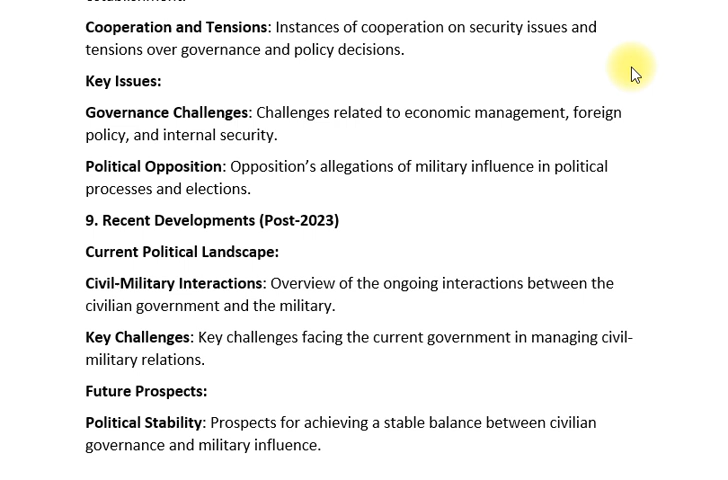 Cooperation and Tensions: Instances of cooperation on security issues and
tensions over governance and policy decisions.
Key Issues:
Governance Challenges: Challenges related to economic management, foreign
policy, and internal security.
Political Opposition: Opposition’s allegations of military influence in political
processes and elections.
9. Recent Developments (Post-2023)
Current Political Landscape:
Civil-Military Interactions: Overview of the ongoing interactions between the
civilian government and the military.
Key Challenges: Key challenges facing the current government in managing civil-
military relations.
Future Prospects:
Political Stability: Prospects for achieving a stable balance between civilian
governance and military influence.